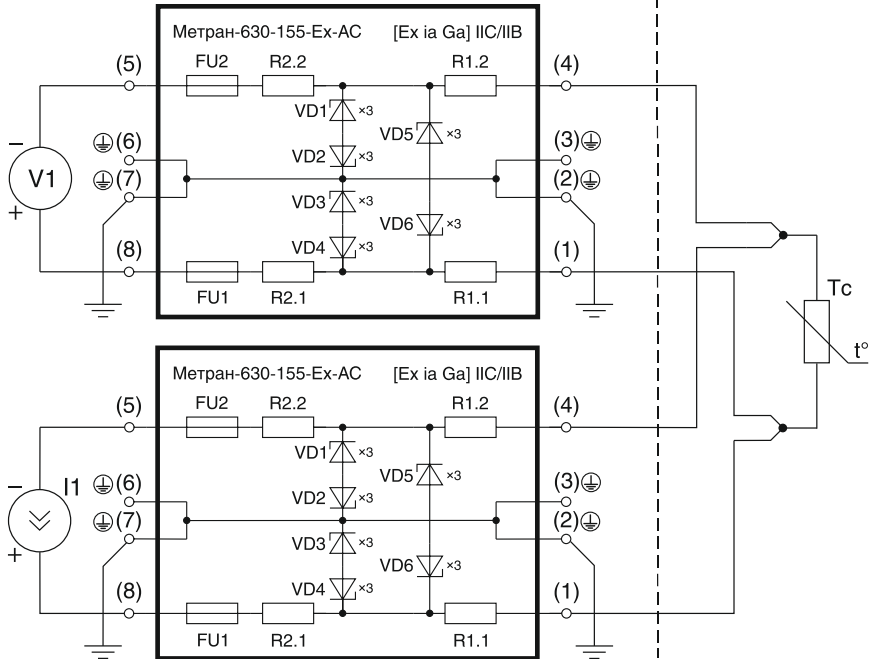 Метран-630-155-Ex-AC [Ex ia Ga] IIC/IIB
(5) FU2 R2.2 R1.2 (4)
VD1 ×3
VD5 ×3
− (6) (3)
VD2 ×3
V1 (7) (2)
VD3 ×3
VD6 ×3
+ VD4 ×3
(8) (1)
FU1 R2.1 R1.1
Tc
t°
Метран-630-155-Ex-AC [Ex ia Ga] IIC/IIB
(5) FU2 R2.2 R1.2 (4)
VD1 ×3
VD5 ×3
− I1 (6) (3)
VD2 ×3
(7) (2)
VD3 ×3
VD6 ×3
+ VD4 ×3
(8) (1)
FU1 R2.1 R1.1